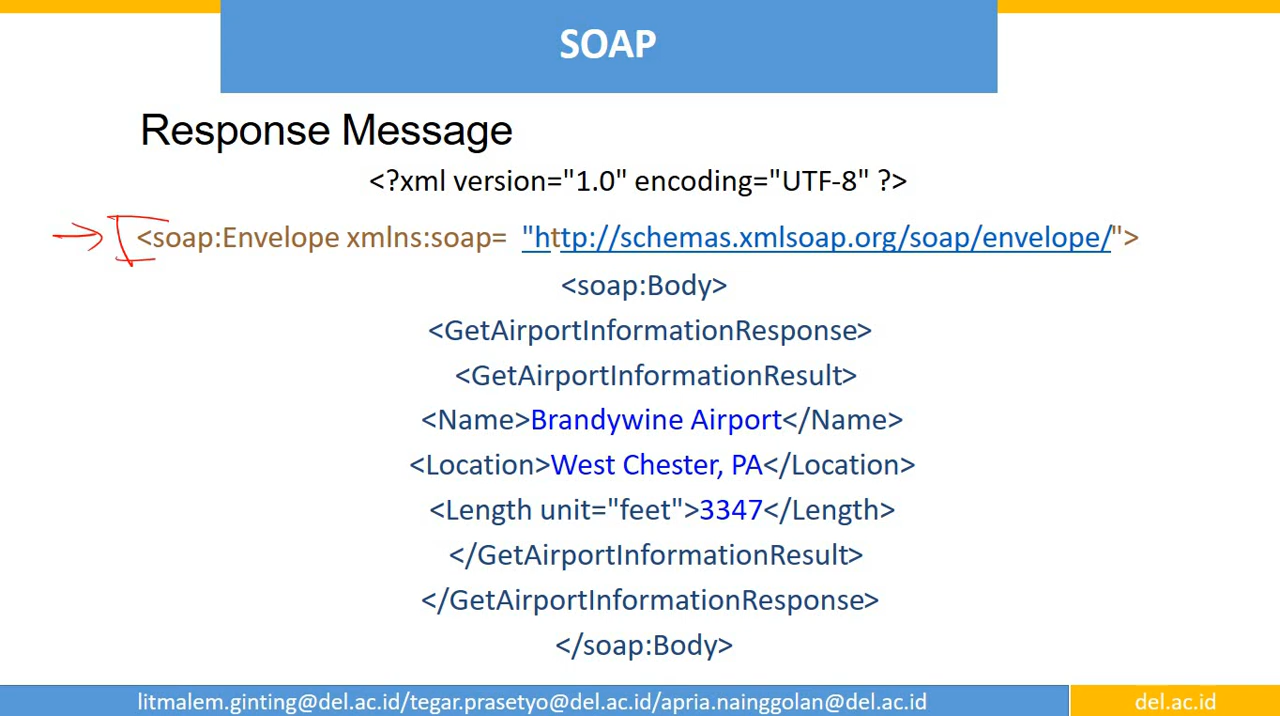 SOAP
Response Message
<?xml version="1.0" encoding="UTF-8" ?>
<soap:Envelope xmlns:soap= "http://schemas.xmlsoap.org/soap/envelope/">
<soap:Body>
<GetAirportInformationResponse>
<GetAirportInformationResult>
<Name>Brandywine Airport</Name>
<Location>West Chester, PA</Location>
<Length unit="feet">3347</Length>
</GetAirportInformationResult>
</GetAirportInformationResponse>
</soap:Body>
litmalem.ginting@del.ac.id/tegar.prasetyo@del.ac.id/apria.nainggolan@del.ac.id
del.ac.id